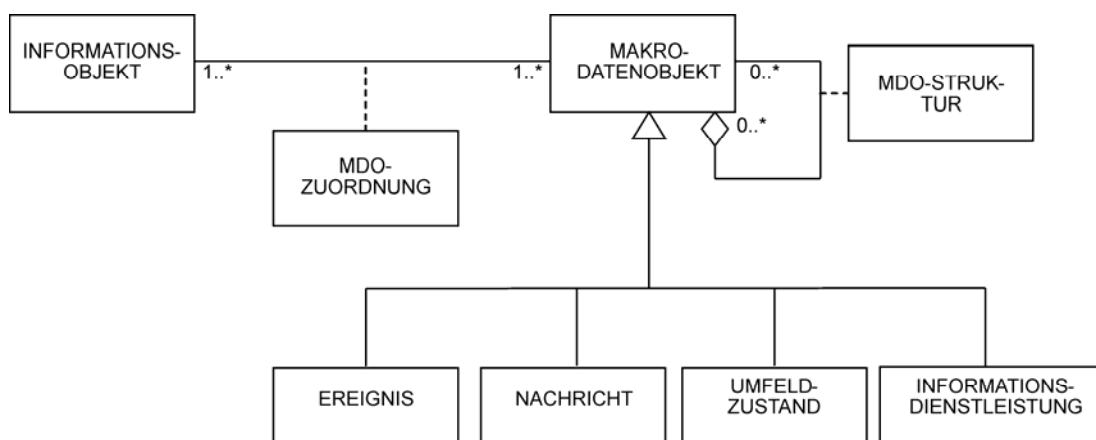 INFORMATIONS-
OBJEKT
1..*
1..*
MAKRO-
DATENOBJEKT
0..*
0..*
MDO-STRUK-
TUR
MDO-
ZUORDNUNG
EREIGNIS
NACHRICHT
UMFELD-
ZUSTAND
INFORMATIONS-
DIENSTLEISTUNG